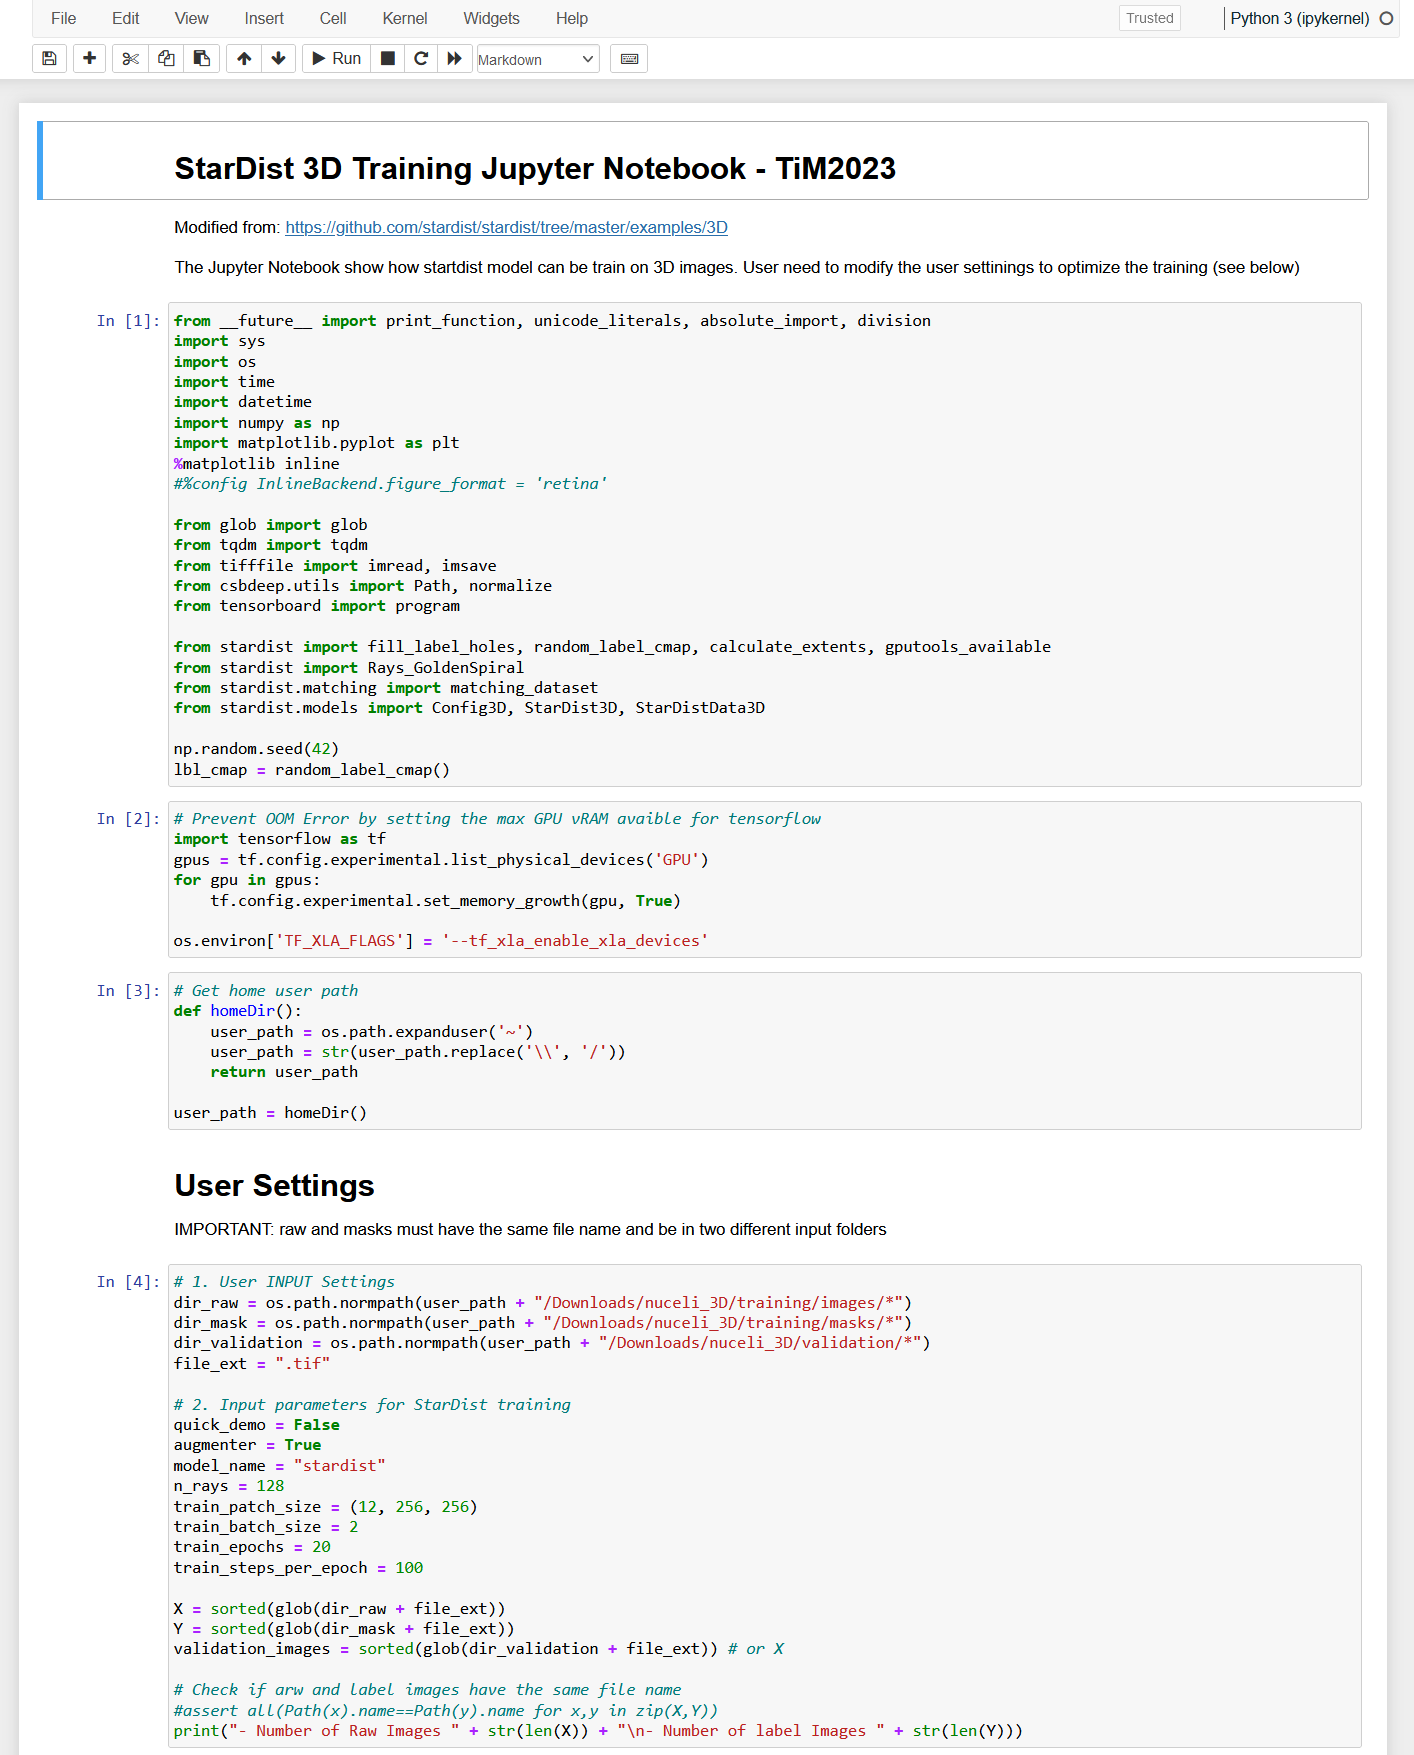 File Edit View Insert Cell Kernel Widgets Help Trusted Python 3 (ipykernel)
Run Markdown
StarDist 3D Training Jupyter Notebook - TiM2023
Modified from: https://github.com/stardist/stardist/tree/master/examples/3D
The Jupyter Notebook show how startdist model can be train on 3D images. User need to modify the user settinings to optimize the training (see below)
In [1]: from __future__ import print_function, unicode_literals, absolute_import, division
import sys
import os
import time
import datetime
import numpy as np
import matplotlib.pyplot as plt
%matplotlib inline
#%config InlineBackend.figure_format = 'retina'
from glob import glob
from tqdm import tqdm
from tifffile import imread, imsave
from csbdeep.utils import Path, normalize
from tensorboard import program
from stardist import fill_label_holes, random_label_cmap, calculate_extents, gputools_available
from stardist import Rays_GoldenSpiral
from stardist.matching import matching_dataset
from stardist.models import Config3D, StarDist3D, StarDistData3D
np.random.seed(42)
lbl_cmap = random_label_cmap()
In [2]: # Prevent OOM Error by setting the max GPU vRAM avaible for tensorflow
import tensorflow as tf
gpus = tf.config.experimental.list_physical_devices('GPU')
for gpu in gpus:
    tf.config.experimental.set_memory_growth(gpu, True)
os.environ['TF_XLA_FLAGS'] = '--tf_xla_enable_xla_devices'
In [3]: # Get home user path
def homeDir():
    user_path = os.path.expanduser('~')
    user_path = str(user_path.replace('\\', '/'))
    return user_path
user_path = homeDir()
User Settings
IMPORTANT: raw and masks must have the same file name and be in two different input folders
In [4]: # 1. User INPUT Settings
dir_raw = os.path.normpath(user_path + "/Downloads/nuceli_3D/training/images/*")
dir_mask = os.path.normpath(user_path + "/Downloads/nuceli_3D/training/masks/*")
dir_validation = os.path.normpath(user_path + "/Downloads/nuceli_3D/validation/*")
file_ext = ".tif"
# 2. Input parameters for StarDist training
quick_demo = False
augmenter = True
model_name = "stardist"
n_rays = 128
train_patch_size = (12, 256, 256)
train_batch_size = 2
train_epochs = 20
train_steps_per_epoch = 100
X = sorted(glob(dir_raw + file_ext))
Y = sorted(glob(dir_mask + file_ext))
validation_images = sorted(glob(dir_validation + file_ext)) # or X
# Check if arw and label images have the same file name
#assert all(Path(x).name==Path(y).name for x,y in zip(X,Y))
print("- Number of Raw Images " + str(len(X)) + "\n- Number of label Images " + str(len(Y)))